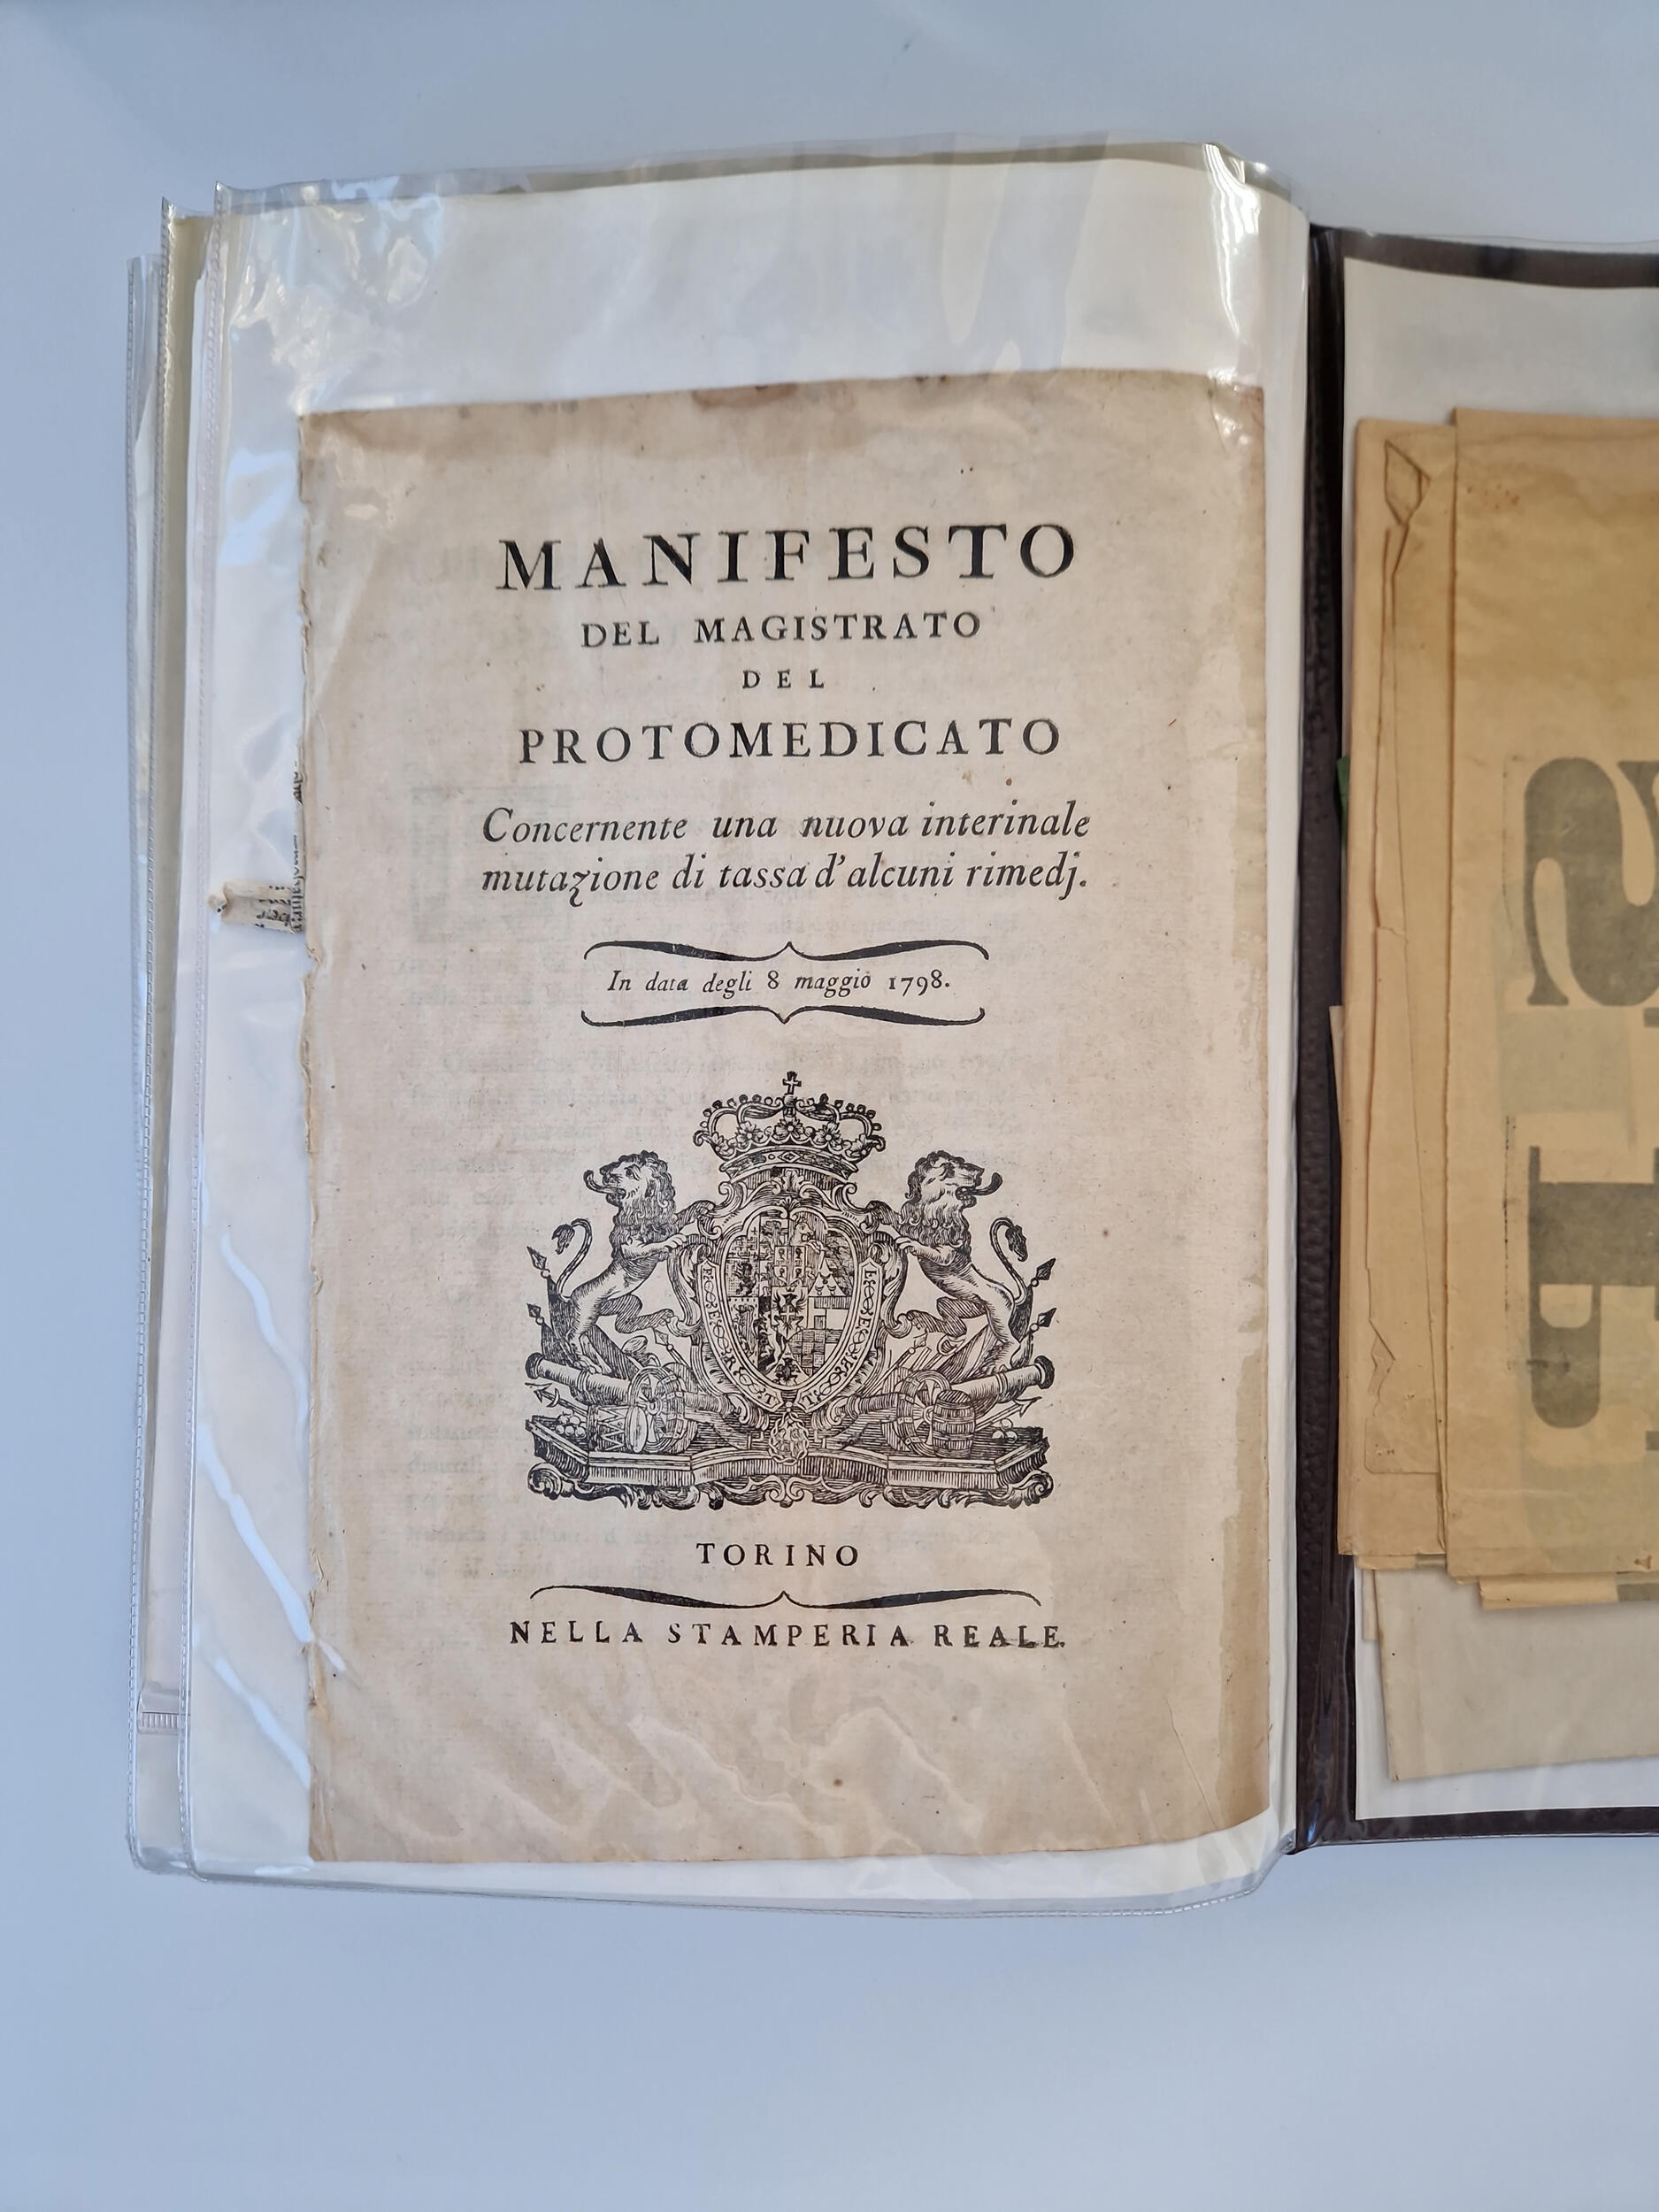 MANIFESTO
DEL MAGISTRATO
DEL
PROTOMEDICATO
Concernente una nuova interinale
mutazione di tassa d'alcuni rimedj.
In data degli 8 maggio 1798.
TORINO
NELLA STAMPERIA REALE.